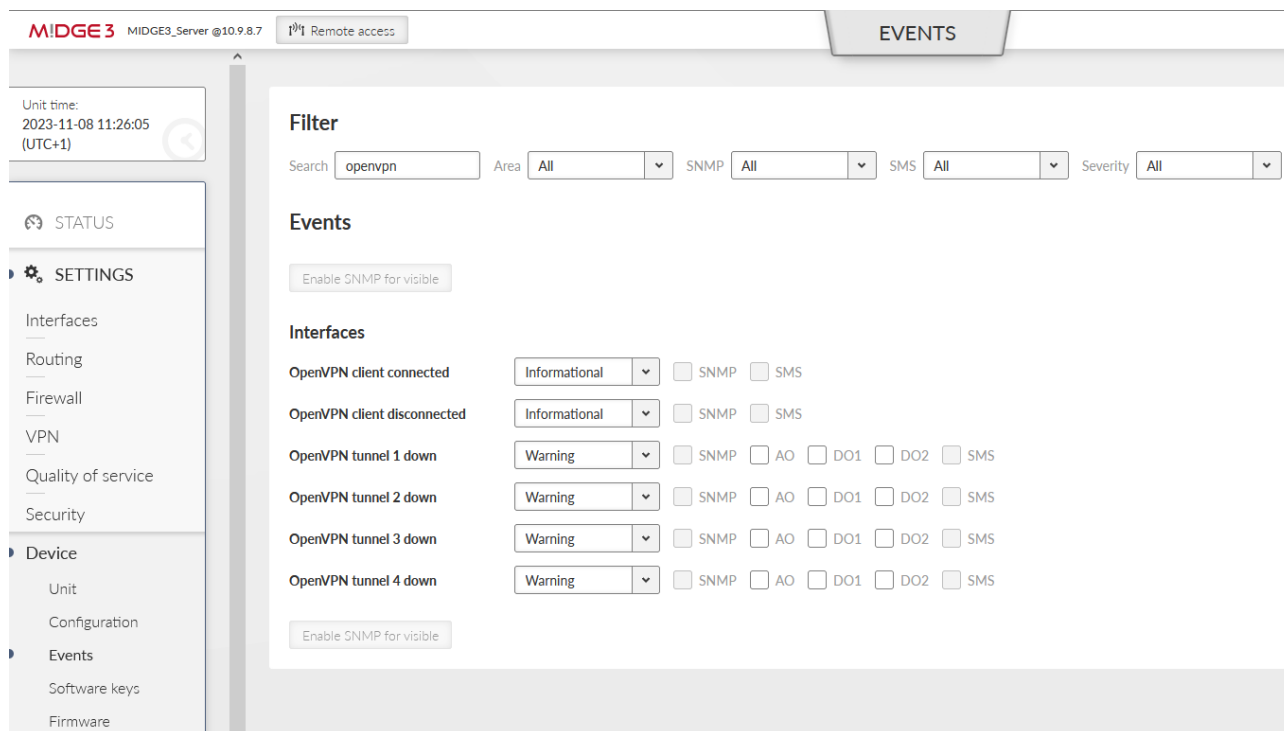 M!DGE3 MIDGE3_Server @10.9.8.7 Remote access EVENTS
Unit time:
2023-11-08 11:26:05
(UTC+1)
STATUS
SETTINGS
Interfaces
Routing
Firewall
VPN
Quality of service
Security
Device
Unit
Configuration
Events
Software keys
Firmware
Filter
Search openvpn Area All SNMP All SMS All Severity All
Events
Enable SNMP for visible
Interfaces
OpenVPN client connected Informational SNMP SMS
OpenVPN client disconnected Informational SNMP SMS
OpenVPN tunnel 1 down Warning SNMP AO DO1 DO2 SMS
OpenVPN tunnel 2 down Warning SNMP AO DO1 DO2 SMS
OpenVPN tunnel 3 down Warning SNMP AO DO1 DO2 SMS
OpenVPN tunnel 4 down Warning SNMP AO DO1 DO2 SMS
Enable SNMP for visible